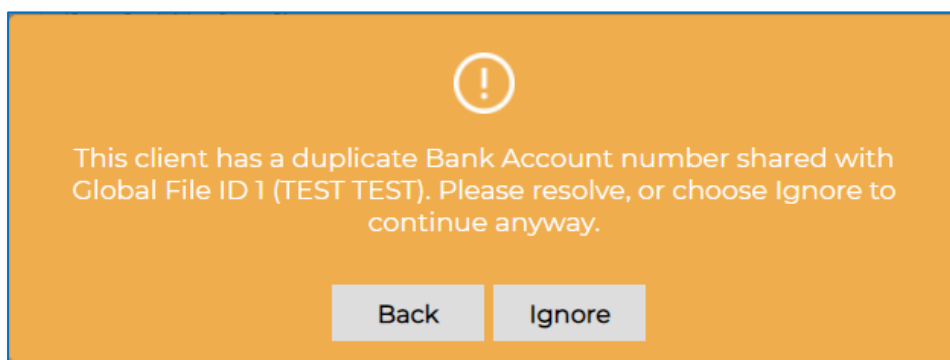 This client has a duplicate Bank Account number shared with
Global File ID 1 (TEST TEST). Please resolve, or choose Ignore to
continue anyway.
Back Ignore